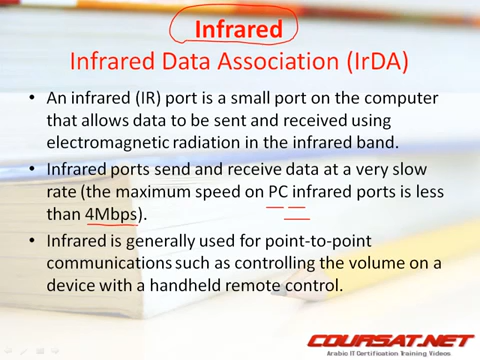 Infrared
Infrared Data Association (IrDA)
• An infrared (IR) port is a small port on the computer
that allows data to be sent and received using
electromagnetic radiation in the infrared band.
• Infrared ports send and receive data at a very slow
rate (the maximum speed on PC infrared ports is less
than 4Mbps).
• Infrared is generally used for point-to-point
communications such as controlling the volume on a
device with a handheld remote control.
COURSAT.NET
Arabic IT Certification Training Videos